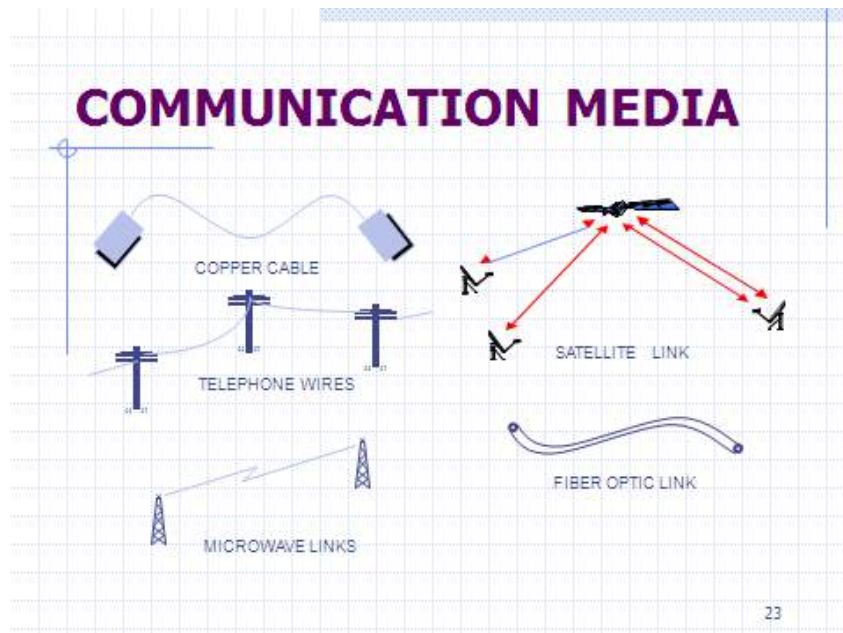 COMMUNICATION MEDIA
COPPER CABLE
TELEPHONE WIRES
MICROWAVE LINKS
SATELLITE LINK
FIBER OPTIC LINK
23